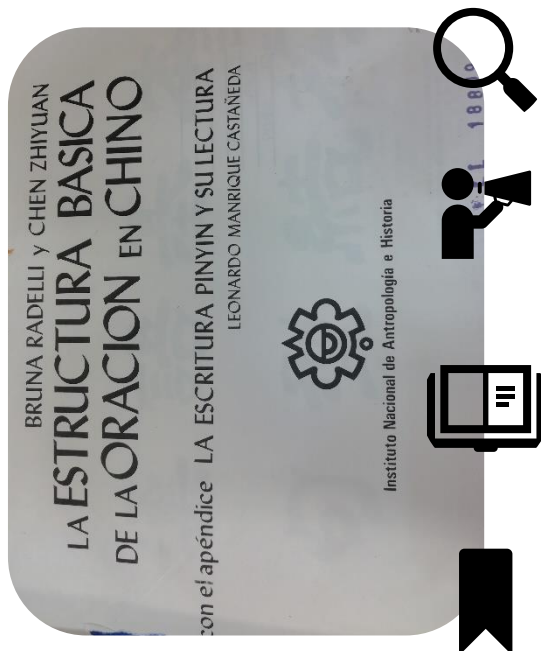 BRUNA RADELLI y CHEN ZHIYUAN
LA ESTRUCTURA BASICA
DE LA ORACION EN CHINO
con el apéndice LA ESCRITURA PINYIN Y SU LECTURA
LEONARDO MANRIQUE CASTAÑEDA
Instituto Nacional de Antropologia e Historia